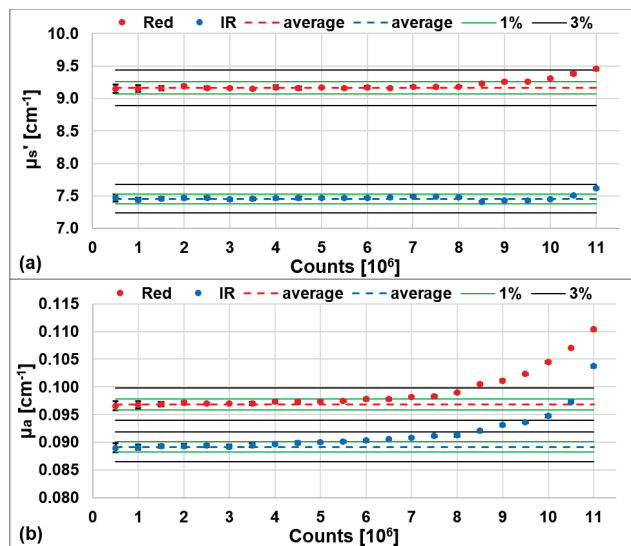 Red IR average average 1% 3%
10.0
9.5
9.0
8.5
8.0
7.5
7.0
μs' [cm-1]
0 1 2 3 4 5 6 7 8 9 10 11
(a) Counts [10⁶]
Red IR average average 1% 3%
0.115
0.110
0.105
0.100
0.095
0.090
0.085
0.080
μa [cm-1]
0 1 2 3 4 5 6 7 8 9 10 11
(b) Counts [10⁶]